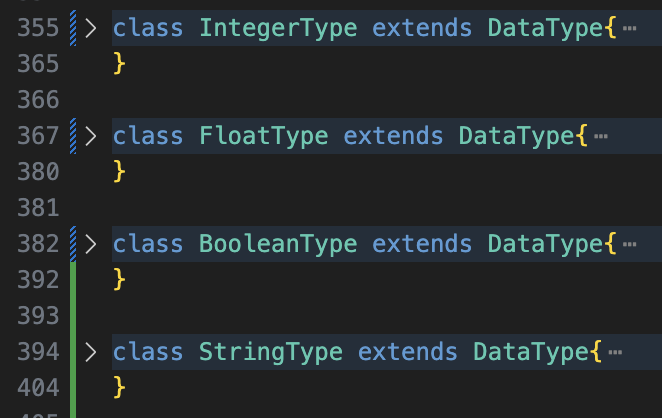 355 > class IntegerType extends DataType{ ⋯
365 }
366
367 > class FloatType extends DataType{ ⋯
380 }
381
382 > class BooleanType extends DataType{ ⋯
392 }
393
394 > class StringType extends DataType{ ⋯
404 }